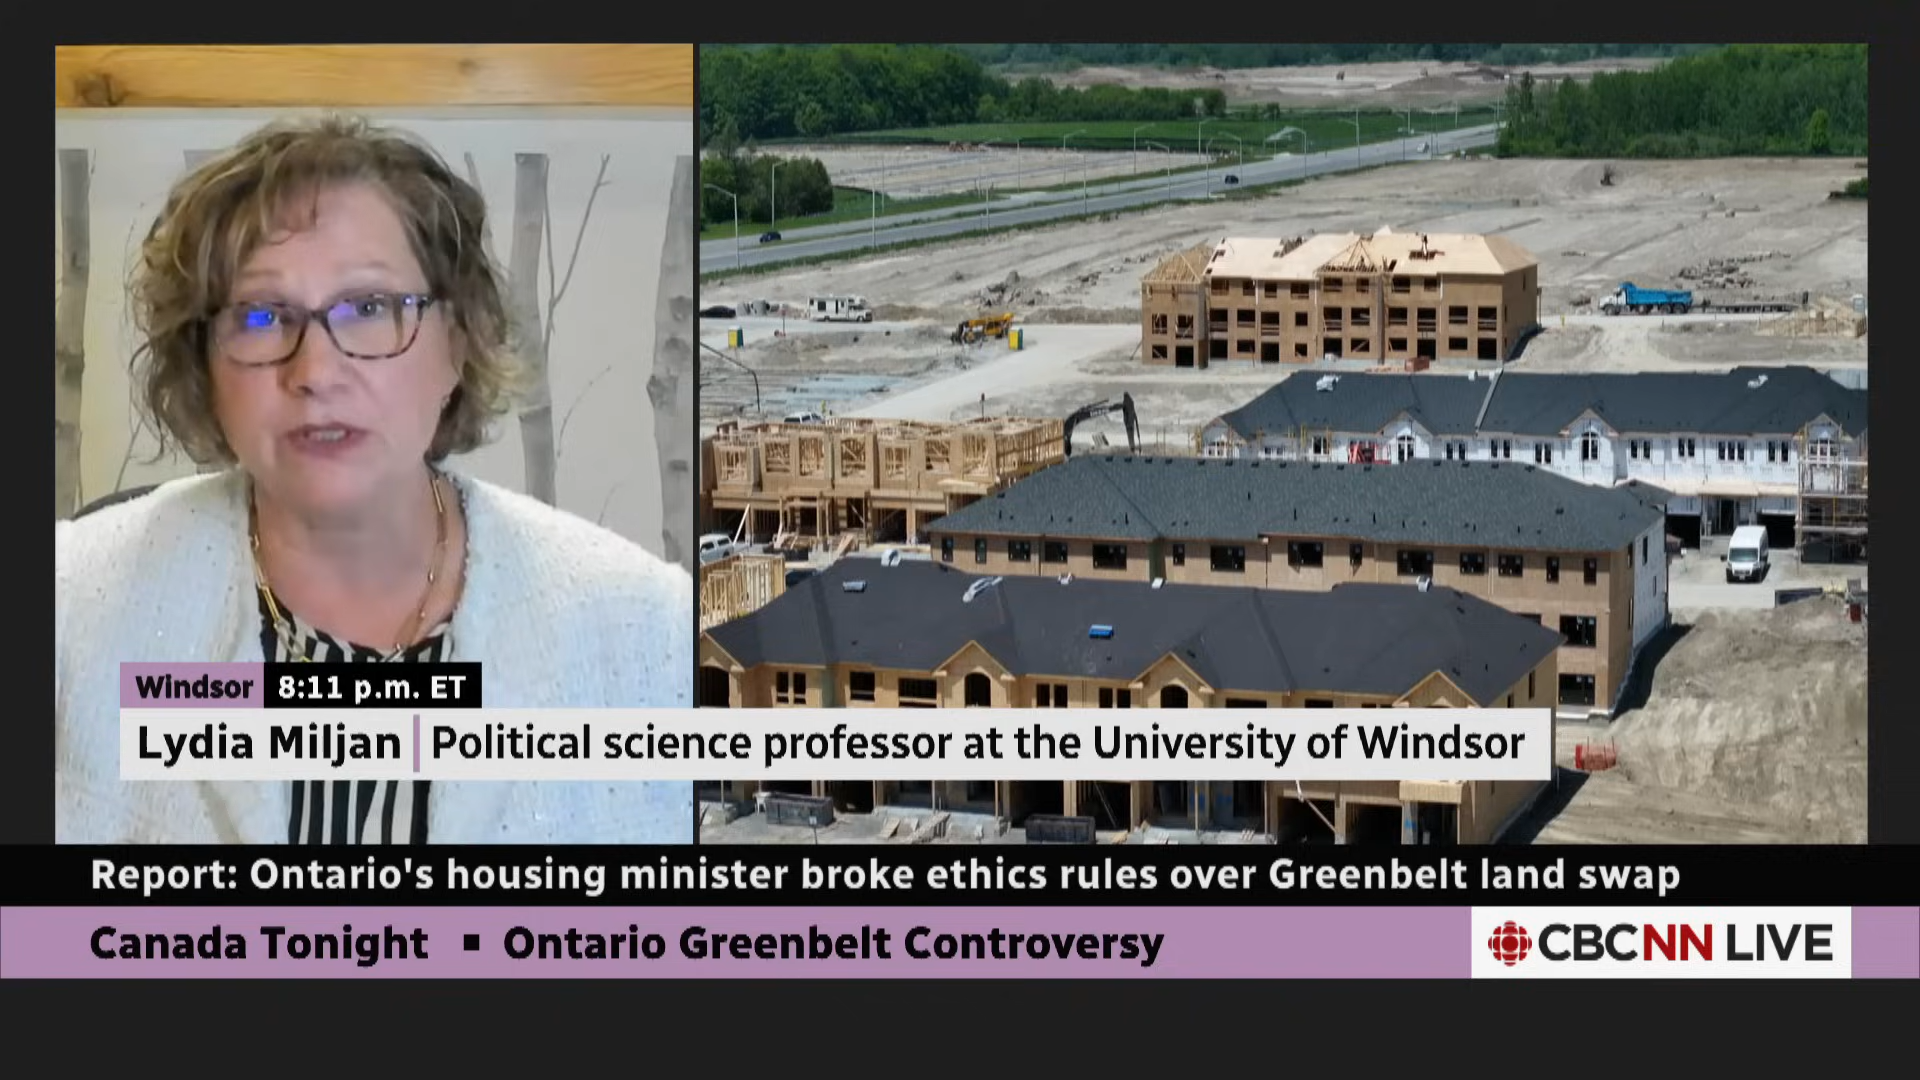 Windsor 8:11 p.m. ET
Lydia Miljan Political science professor at the University of Windsor
Report: Ontario's housing minister broke ethics rules over Greenbelt land swap
Canada Tonight ▪ Ontario Greenbelt Controversy
CBCNN LIVE